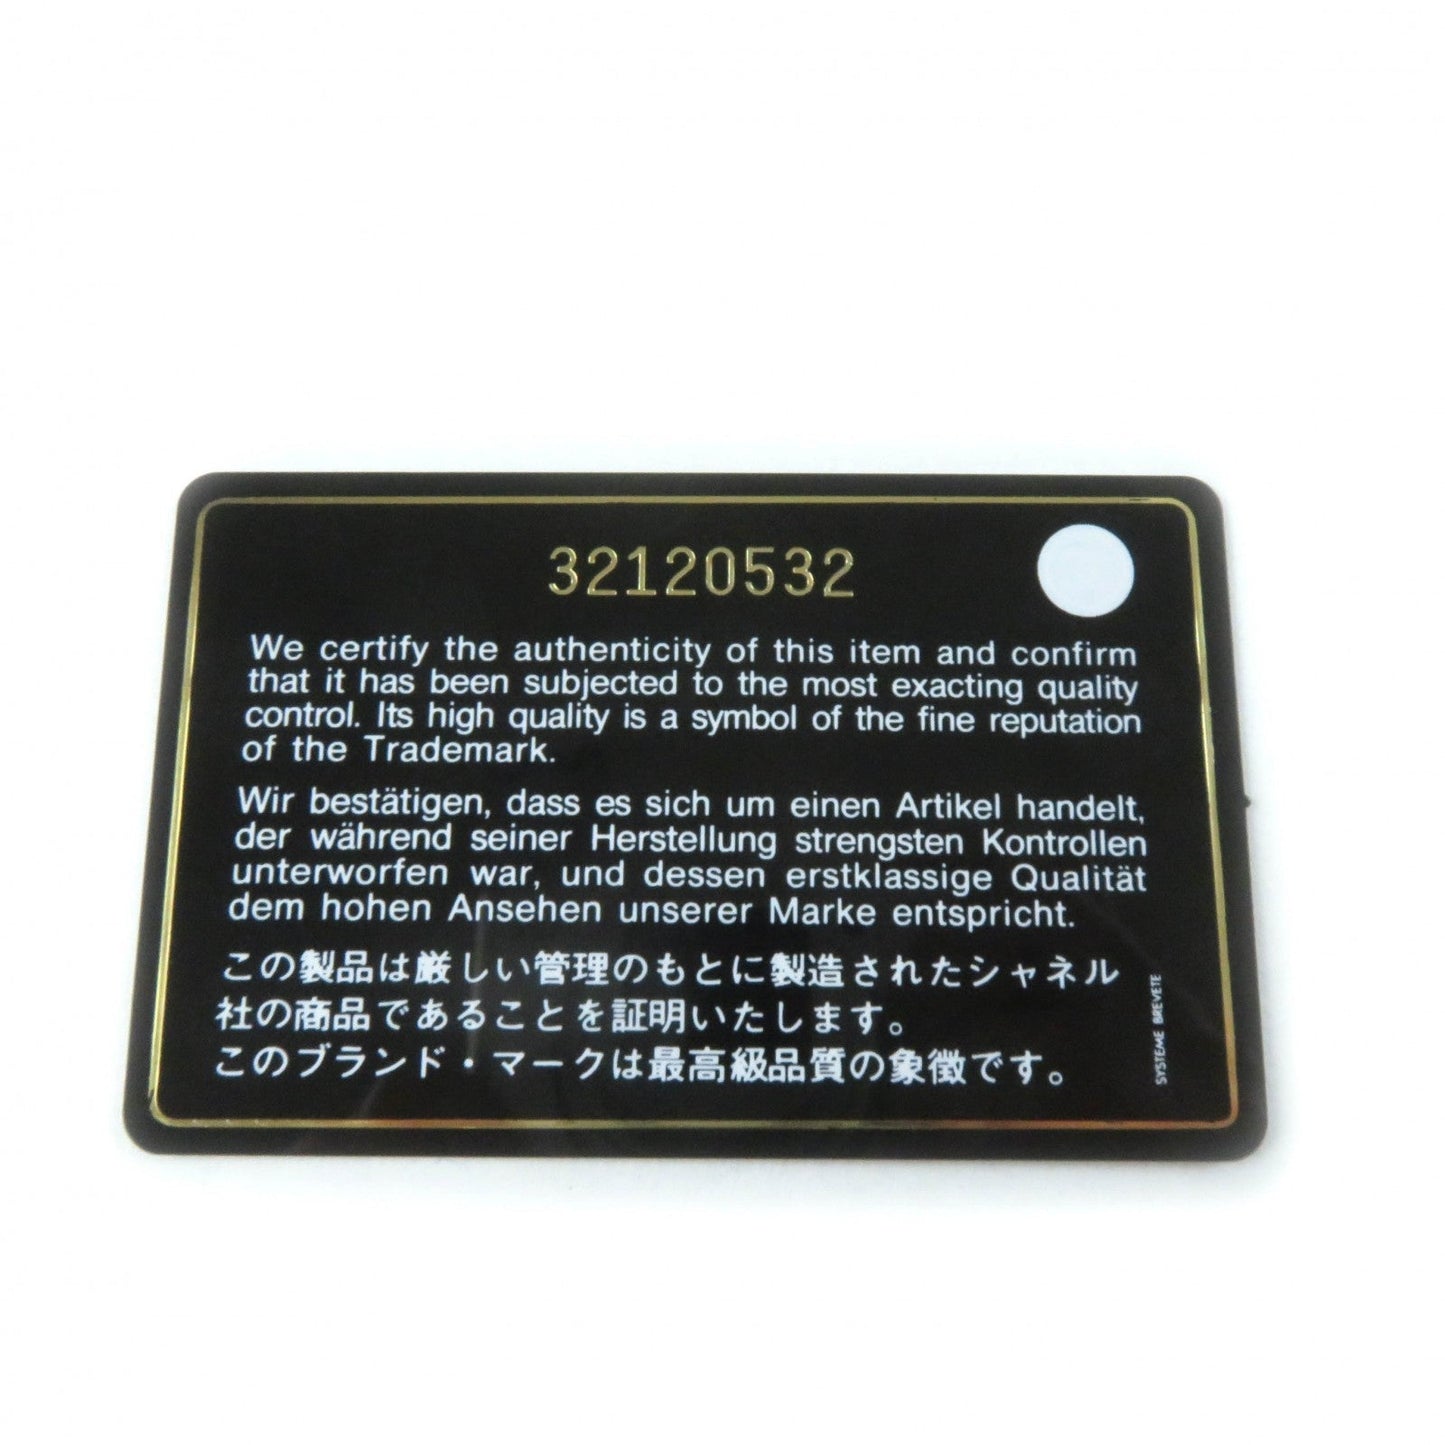 32120532
We certify the authenticity of this item and confirm
that it has been subjected to the most exacting quality
control. Its high quality is a symbol of the fine reputation
of the Trademark.
Wir bestätigen, dass es sich um einen Artikel handelt,
der während seiner Herstellung strengsten Kontrollen
unterworfen war, und dessen erstklassige Qualität
dem hohen Ansehen unserer Marke entspricht.
この製品は厳しい管理のもとに製造されたシャネル
社の商品であることを証明いたします。
このブランド・マークは最高級品質の象徴です。
SYSTEME BREVETE